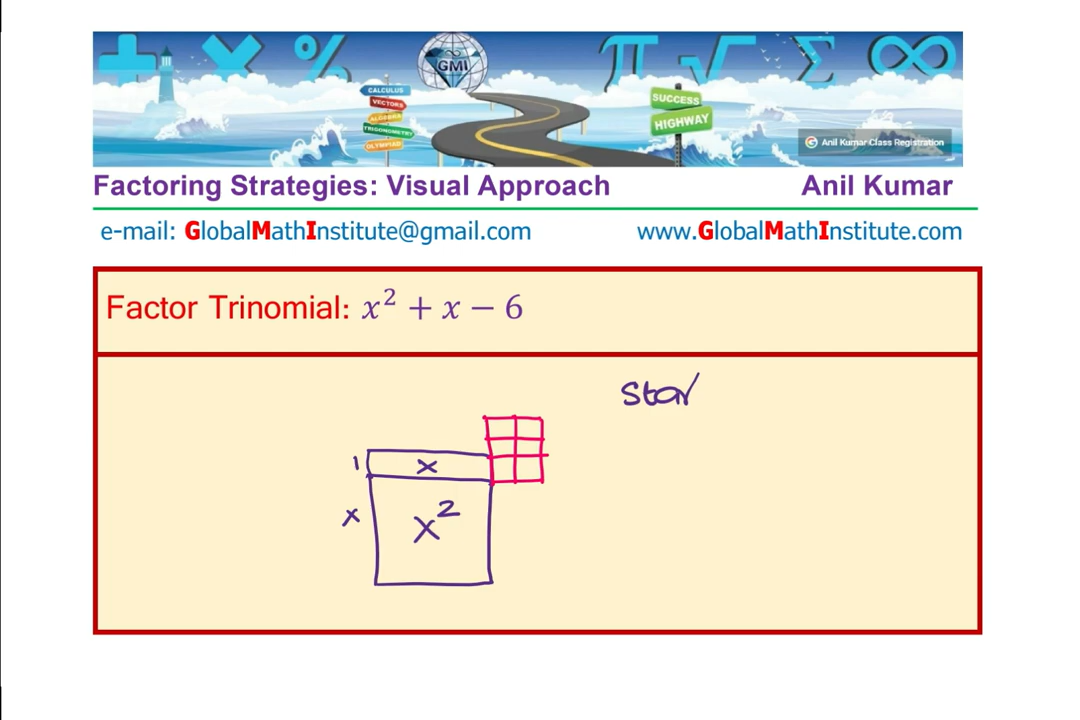 GMI
CALCULUS
VECTORS
ALGEBRA
TRIGONOMETRY
OLYMPIAD
SUCCESS
HIGHWAY
Anil Kumar Class Registration
Factoring Strategies: Visual Approach Anil Kumar
e-mail: GlobalMathInstitute@gmail.com www.GlobalMathInstitute.com
Factor Trinomial: x² + x − 6
Star
1 x
x x²